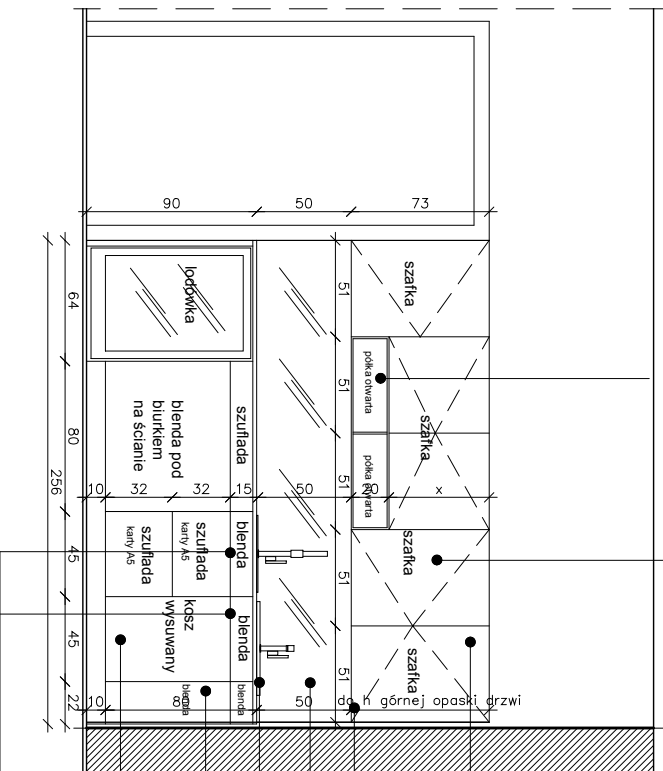 90
50
73
64
80
256
45
45
22
lodówka
blenda pod
biurkiem
na ścianie
szuflada
10
32
32
15
50
20
x
szuflada
karty A5
szuflada
karty A5
blenda
kosz
wysuwany
blenda
blenda
blenda
10
80
50
do h górnej opaski drzwi
51
51
51
51
51
szafka
półka otwarta
szafka
półka otwarta
szafka
szafka